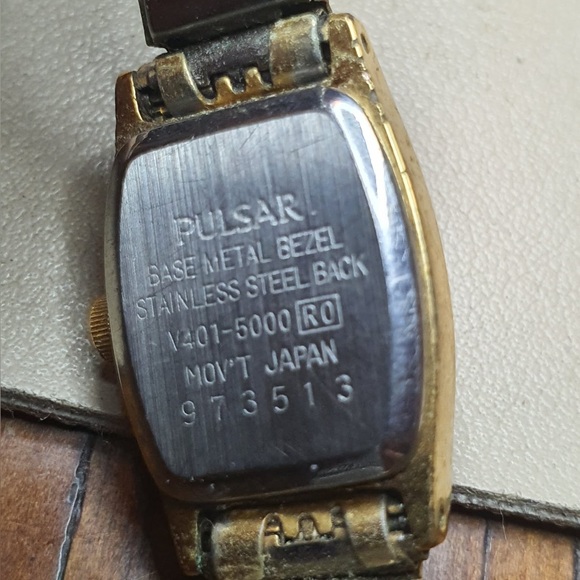 PULSAR
BASE METAL BEZEL
STAINLESS STEEL BACK
V401-5000 RO
MOV'T JAPAN
973513